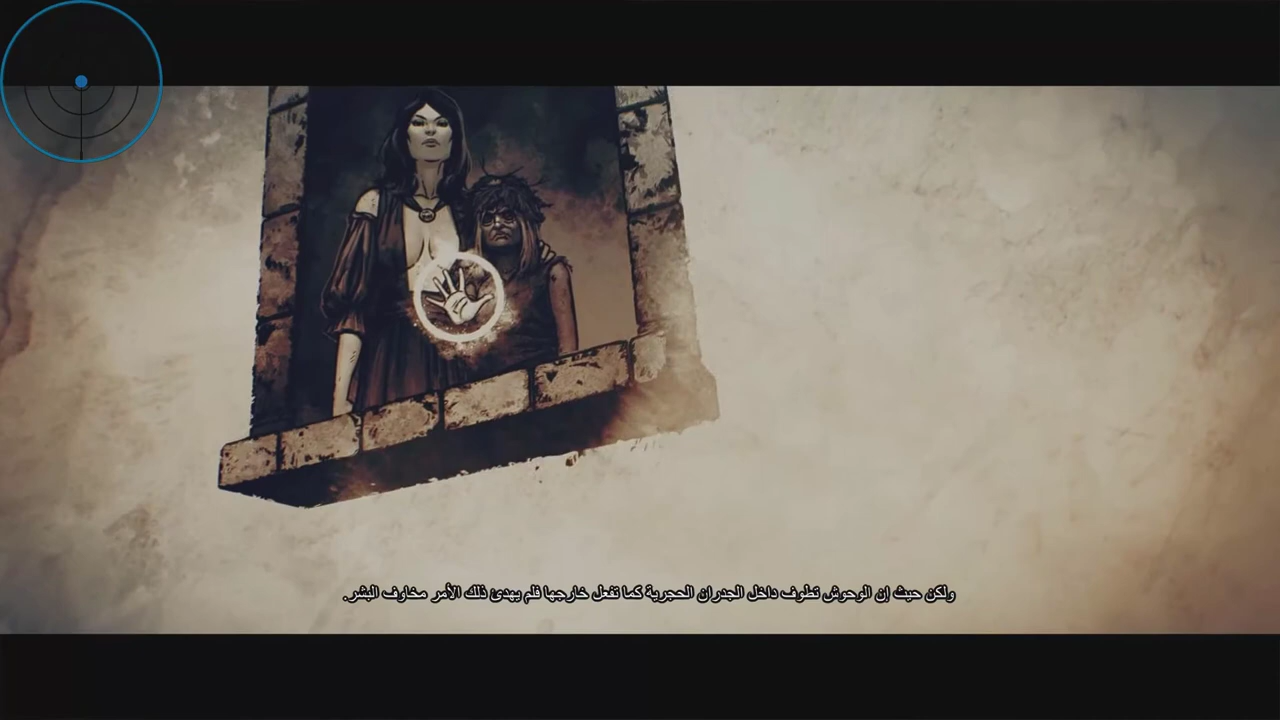 ولكن حيث إن الوحوش تطوف داخل الجدران الحجرية كما تفعل خارجها فلم يهدئ ذلك الأمر مخاوف البشر.